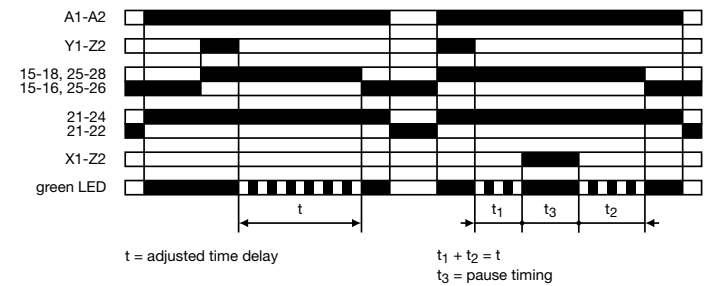 A1-A2
Y1-Z2
15-18, 25-28
15-16, 25-26
21-24
21-22
X1-Z2
green LED
t
t1
t3
t2
t = adjusted time delay
t1 + t2 = t
t3 = pause timing